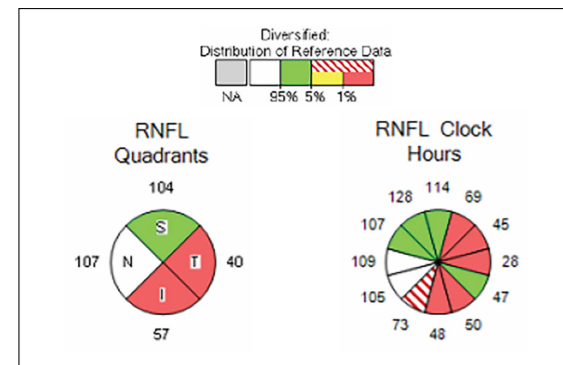 Diversified:
Distribution of Reference Data
NA 95% 5% 1%
RNFL
Quadrants
104
S
107 N T 40
I
57
RNFL Clock
Hours
114
128 69
107 45
109 28
105 47
73 50
48